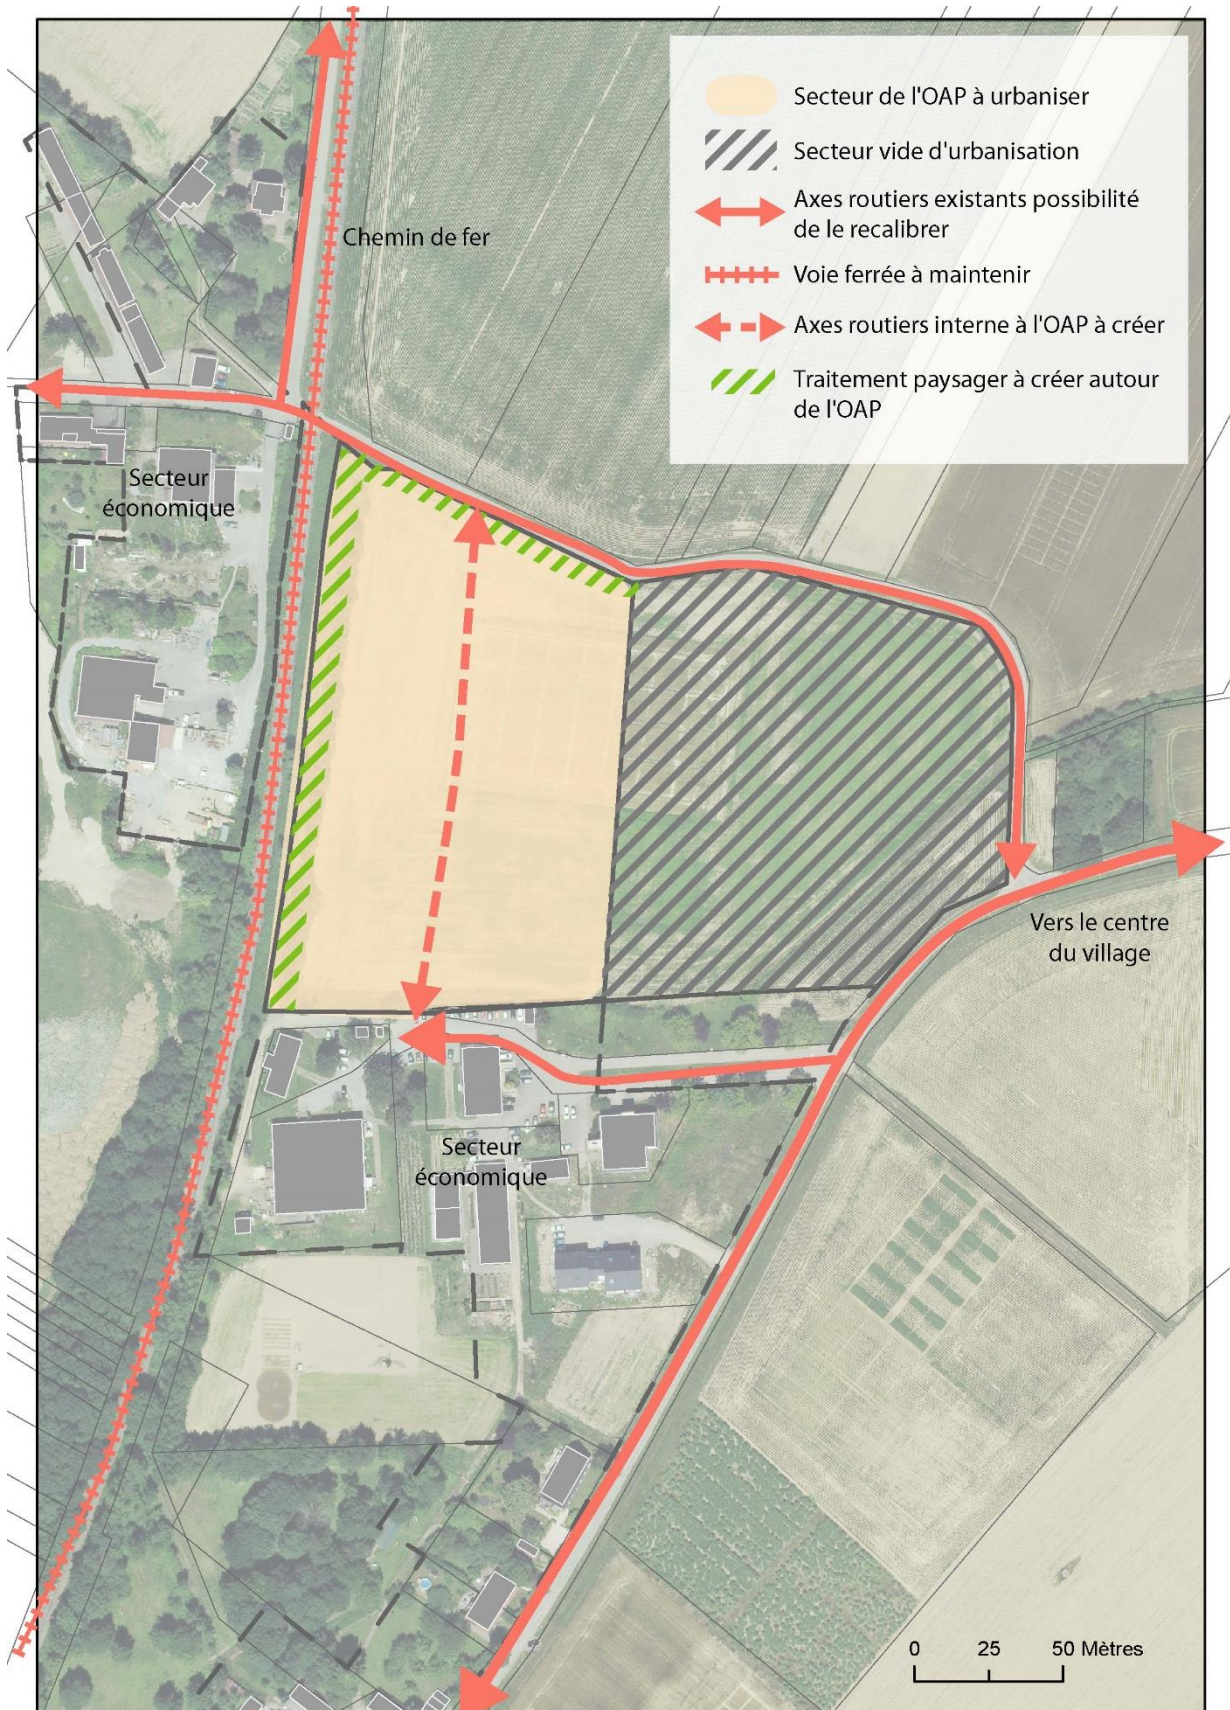 Secteur de l'OAP à urbaniser
Secteur vide d'urbanisation
Axes routiers existants possibilité
de le recalibrer
Voie ferrée à maintenir
Axes routiers interne à l'OAP à créer
Traitement paysager à créer autour
de l'OAP
Chemin de fer
Secteur
économique
Vers le centre
du village
Secteur
économique
0 25 50 Mètres